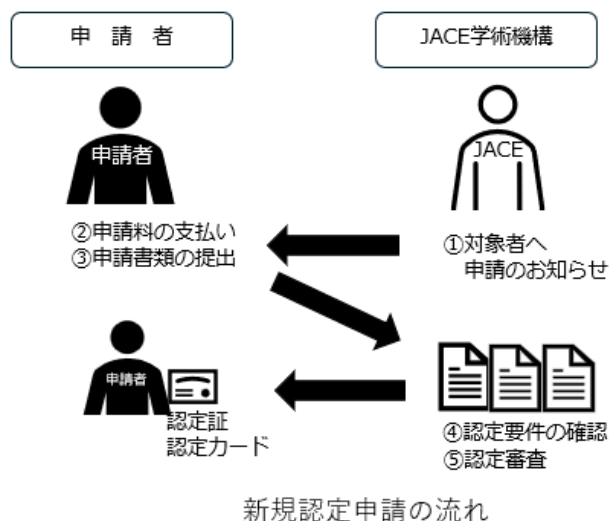 申 請 者
JACE学術機構
申請者
JACE
①対象者へ
申請のお知らせ
②申請料の支払い
③申請書類の提出
④認定要件の確認
⑤認定審査
申請者
認定証
認定カード
新規認定申請の流れ